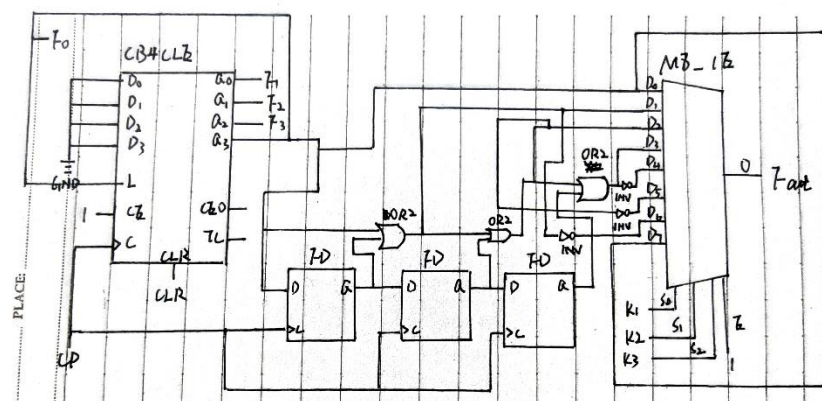 F0
CB4CLE
M8_1E
D0
D1
D2
D3
GND
L
1
CE
C
Q0
Q1
Q2
Q3
F1
F2
F3
CEO
TC
CLR
CLR
CP
OR2
OR2
OR2
INV
INV
INV
FD
FD
FD
D
Q
C
D
Q
C
D
Q
C
D0
D1
D2
D3
D4
D5
D6
D7
O
Fout
K1
K2
K3
S0
S1
S2
E
1
PLACE: